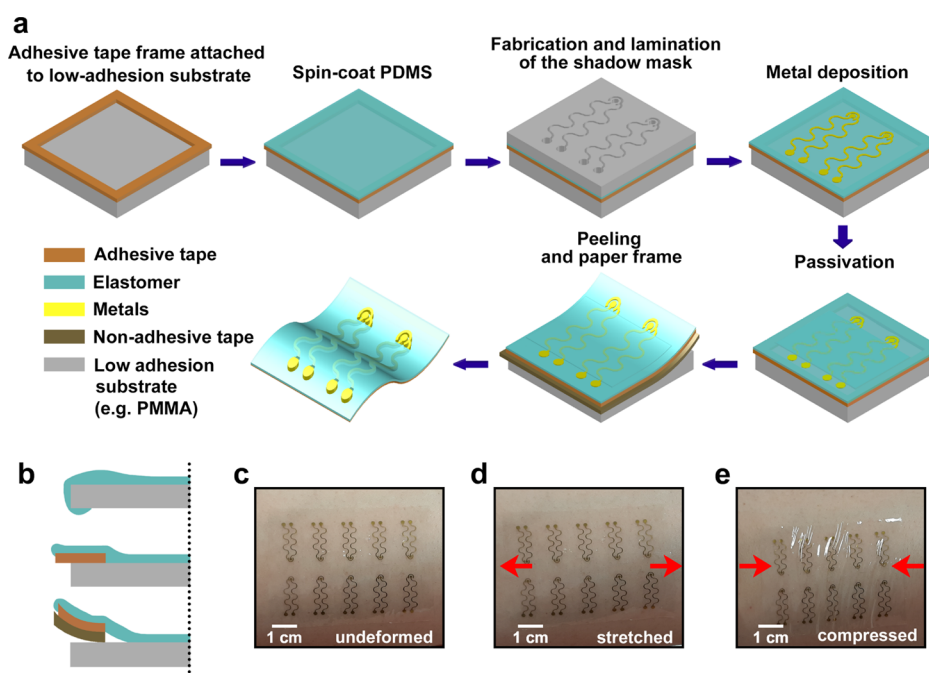 a
Adhesive tape frame attached
to low-adhesion substrate
Spin-coat PDMS
Fabrication and lamination
of the shadow mask
Metal deposition
Adhesive tape
Elastomer
Metals
Non-adhesive tape
Low adhesion
substrate
(e.g. PMMA)
Peeling
and paper frame
Passivation
b
c
1 cm
undeformed
d
1 cm
stretched
e
1 cm
compressed